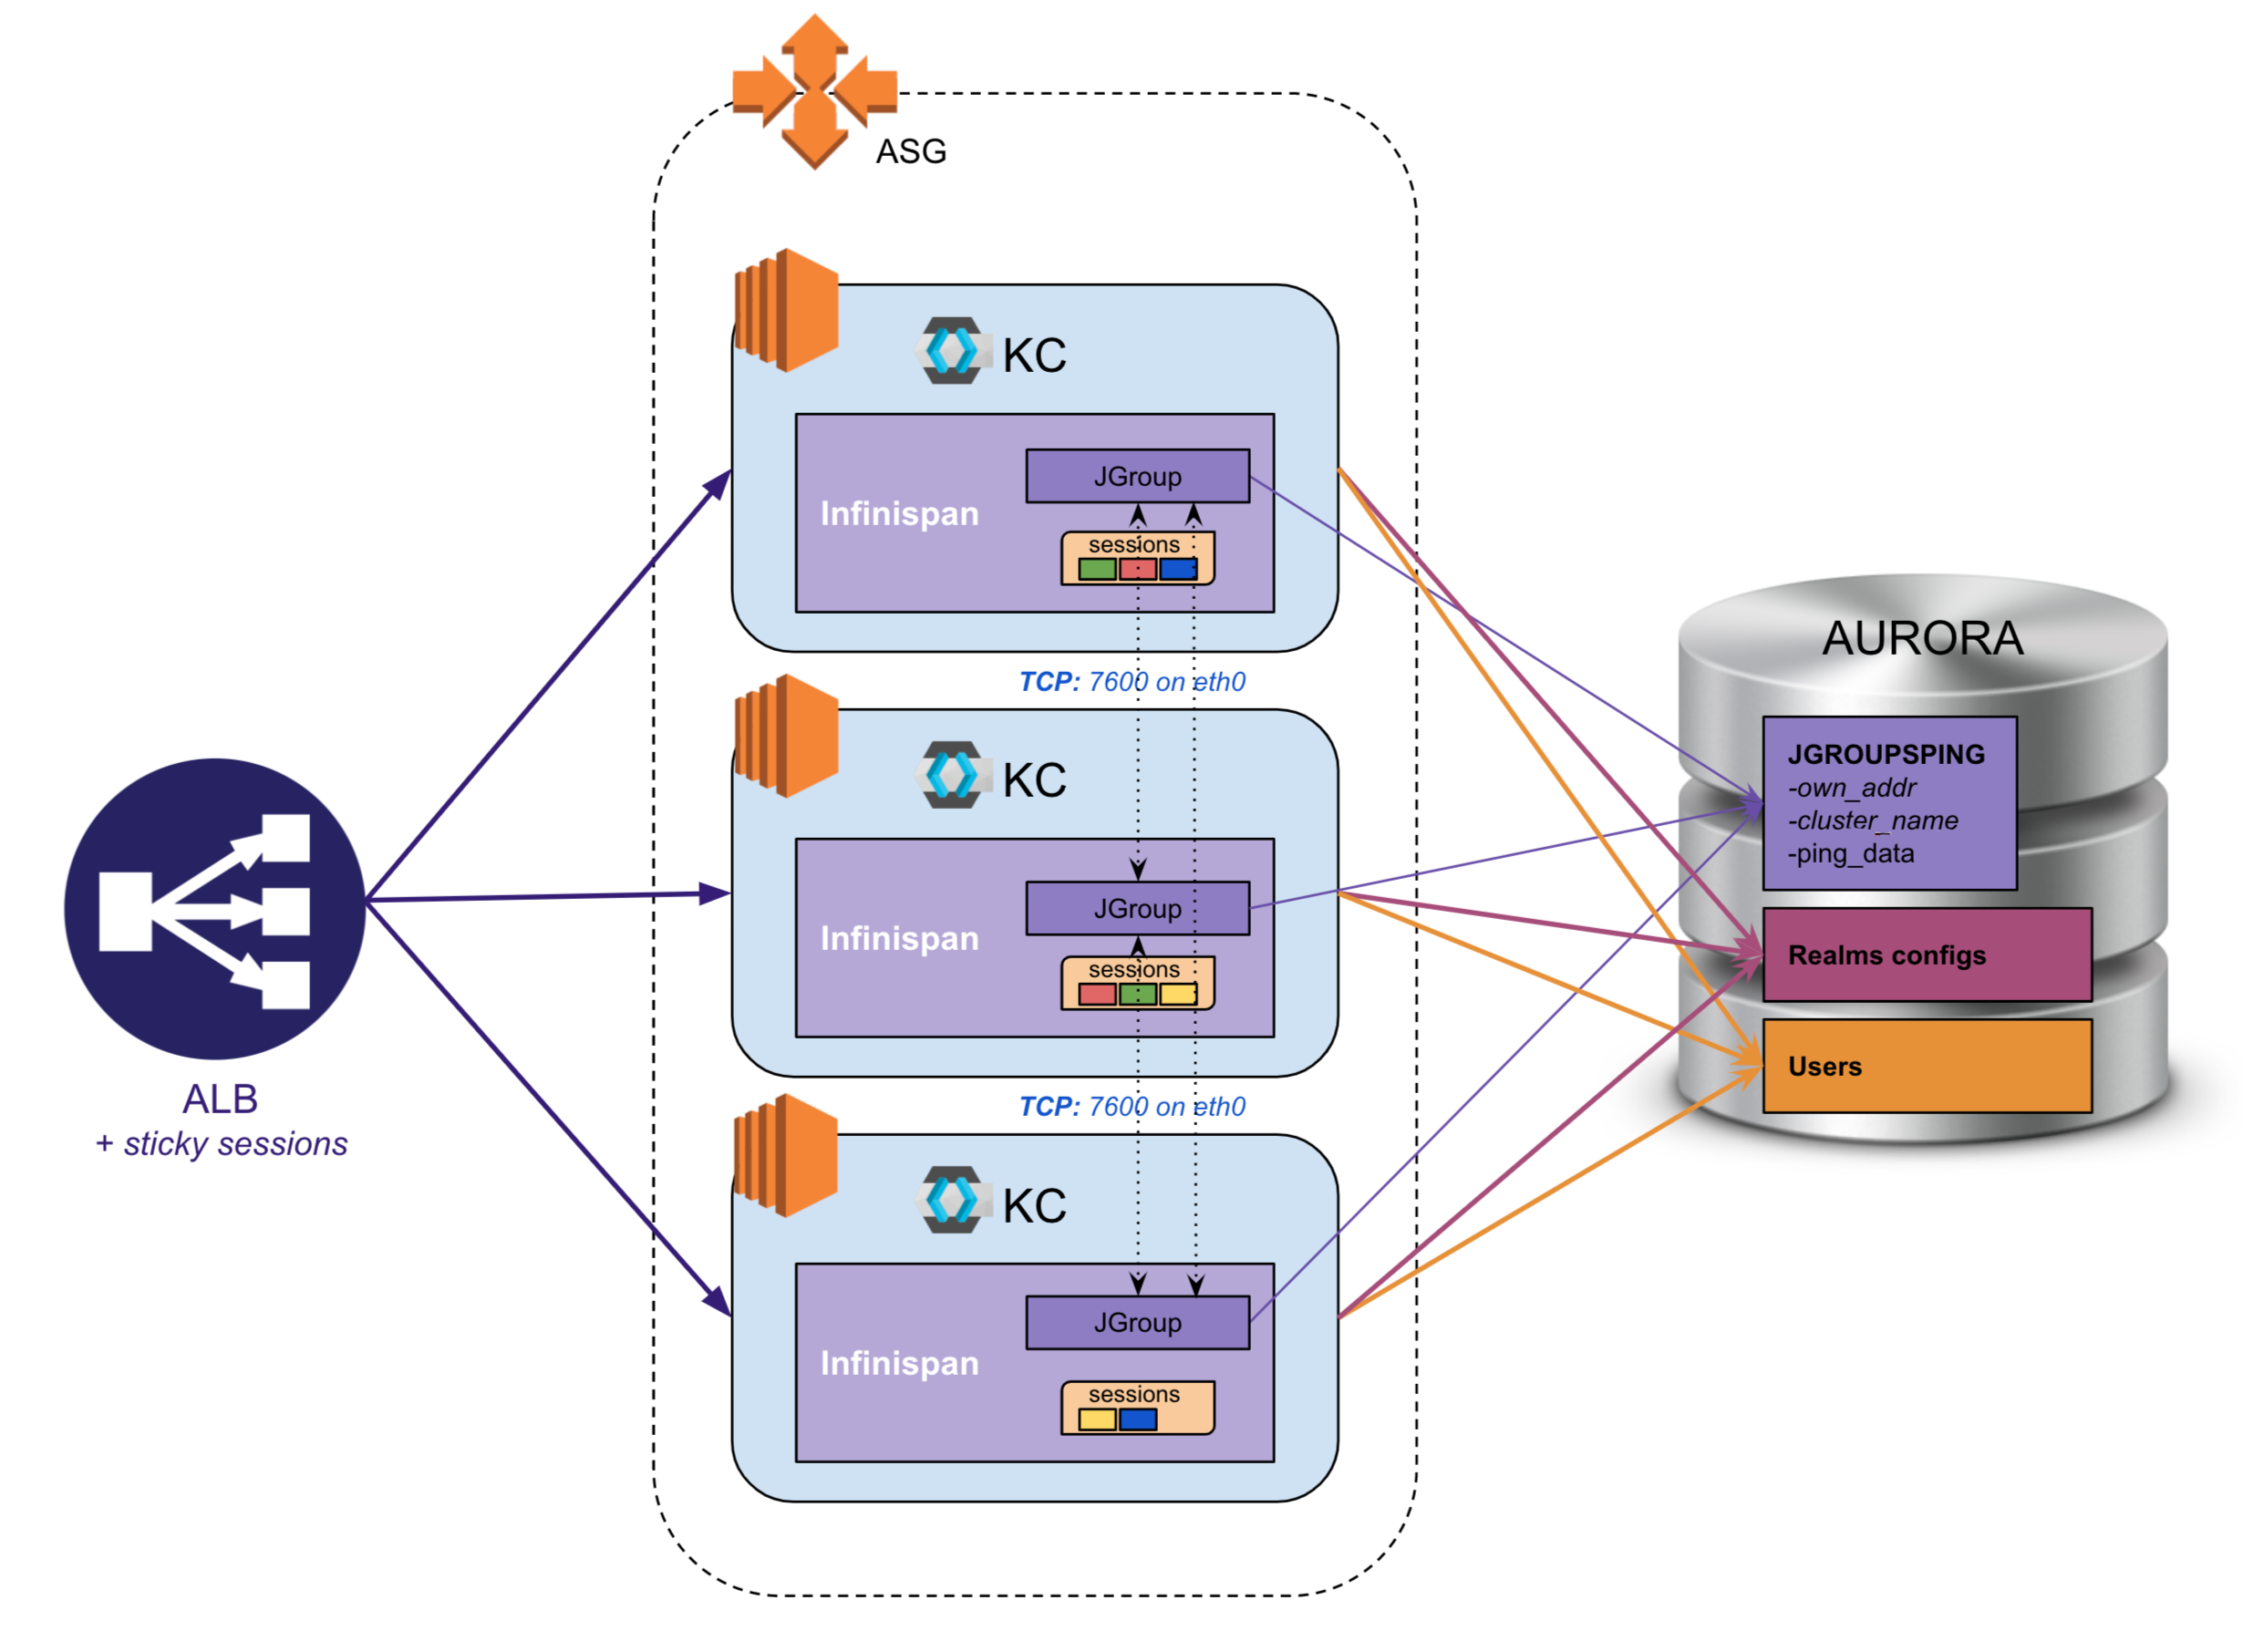 ASG
KC
Infinispan
JGroup
sessions
TCP: 7600 on eth0
KC
Infinispan
JGroup
sessions
TCP: 7600 on eth0
KC
Infinispan
JGroup
sessions
ALB
+ sticky sessions
AURORA
JGROUPSPING
-own_addr
-cluster_name
-ping_data
Realms configs
Users